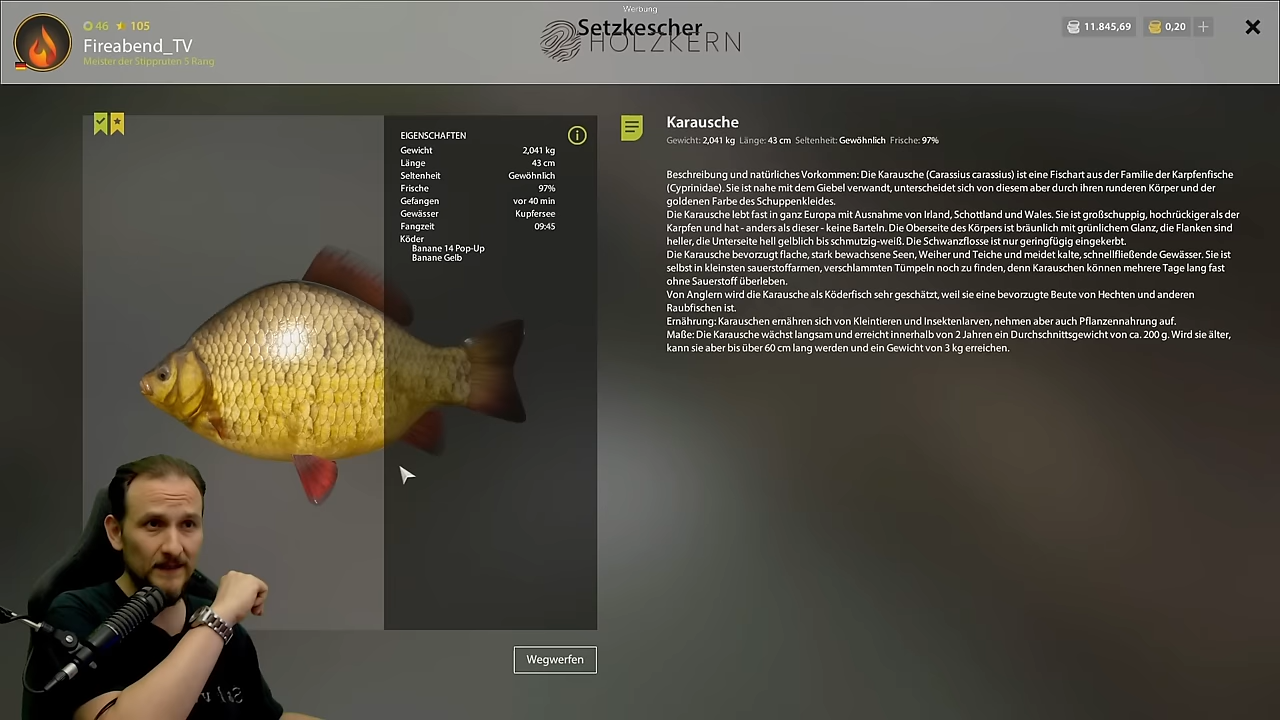 Werbung
46 105
Setzkescher
HOLZKERN
11.845,69
0,20
Fireabend_TV
Meister der Stippruten 5 Rang
EIGENSCHAFTEN
Gewicht 2,041 kg
Länge 43 cm
Seltenheit Gewöhnlich
Frische 97%
Gefangen vor 40 min
Gewässer Kupfersee
Fangzeit 09:45
Köder
Banane 14 Pop-Up
Banane Gelb
Karausche
Gewicht: 2,041 kg Länge: 43 cm Seltenheit: Gewöhnlich Frische: 97%
Beschreibung und natürliches Vorkommen: Die Karausche (Carassius carassius) ist eine Fischart aus der Familie der Karpfenfische
(Cyprinidae). Sie ist nahe mit dem Giebel verwandt, unterscheidet sich von diesem aber durch ihren runderen Körper und der
goldenen Farbe des Schuppenkleides.
Die Karausche lebt fast in ganz Europa mit Ausnahme von Irland, Schottland und Wales. Sie ist großschuppig, hochrückiger als der
Karpfen und hat - anders als dieser - keine Barteln. Die Oberseite des Körpers ist bräunlich mit grünlichem Glanz, die Flanken sind
heller, die Unterseite hell gelblich bis schmutzig-weiß. Die Schwanzflosse ist nur geringfügig eingekerbt.
Die Karausche bevorzugt flache, stark bewachsene Seen, Weiher und Teiche und meidet kalte, schnellfließende Gewässer. Sie ist
selbst in kleinsten sauerstoffarmen, verschlammten Tümpeln noch zu finden, denn Karauschen können mehrere Tage lang fast
ohne Sauerstoff überleben.
Von Anglern wird die Karausche als Köderfisch sehr geschätzt, weil sie eine bevorzugte Beute von Hechten und anderen
Raubfischen ist.
Ernährung: Karauschen ernähren sich von Kleintieren und Insektenlarven, nehmen aber auch Pflanzennahrung auf.
Maße: Die Karausche wächst langsam und erreicht innerhalb von 2 Jahren ein Durchschnittsgewicht von ca. 200 g. Wird sie älter,
kann sie aber bis über 60 cm lang werden und ein Gewicht von 3 kg erreichen.
Wegwerfen